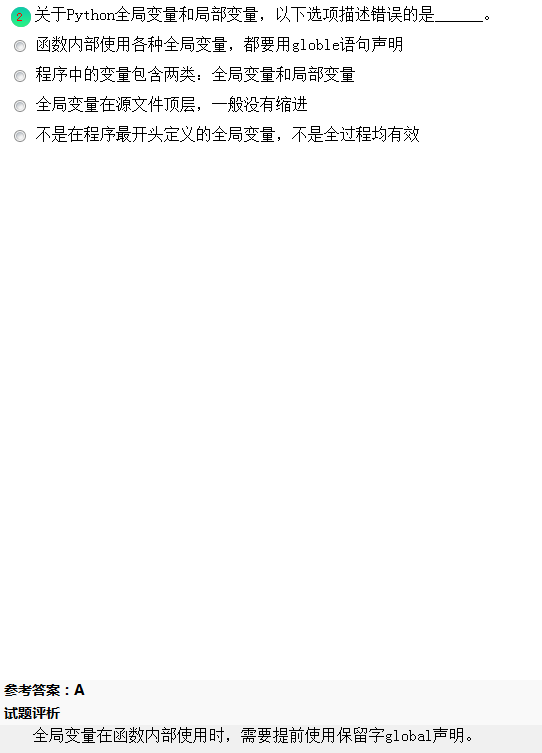 2 关于Python全局变量和局部变量，以下选项描述错误的是______。
函数内部使用各种全局变量，都要用globle语句声明
程序中的变量包含两类：全局变量和局部变量
全局变量在源文件顶层，一般没有缩进
不是在程序最开头定义的全局变量，不是全过程均有效
参考答案：A
试题评析
全局变量在函数内部使用时，需要提前使用保留字global声明。